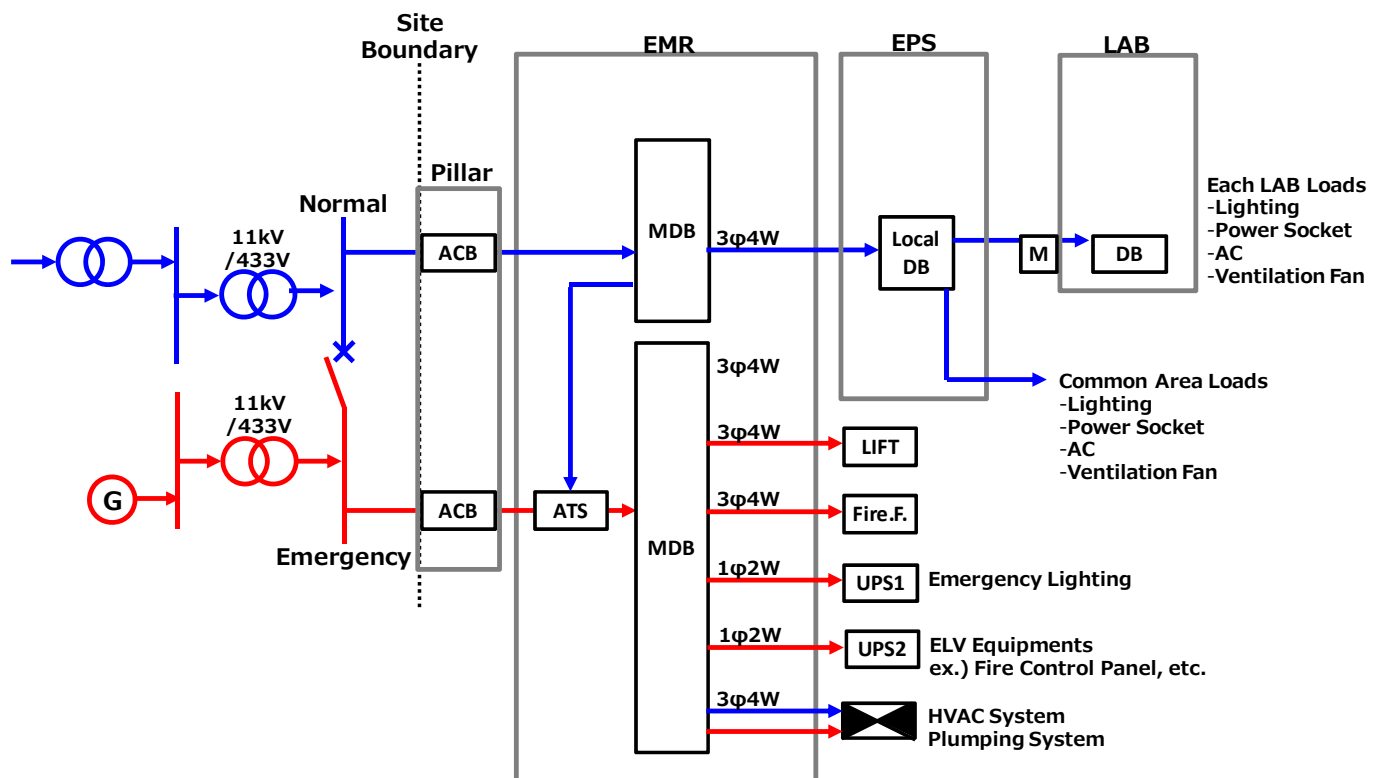 Site
Boundary
EMR
EPS
LAB
Pillar
Normal
11kV
/433V
ACB
MDB
3φ4W
Local
DB
M
DB
Each LAB Loads
-Lighting
-Power Socket
-AC
-Ventilation Fan
3φ4W
Common Area Loads
-Lighting
-Power Socket
-AC
-Ventilation Fan
11kV
/433V
G
Emergency
ACB
ATS
MDB
3φ4W
LIFT
3φ4W
Fire.F.
1φ2W
UPS1
Emergency Lighting
1φ2W
UPS2
ELV Equipments
ex.) Fire Control Panel, etc.
3φ4W
HVAC System
Plumping System